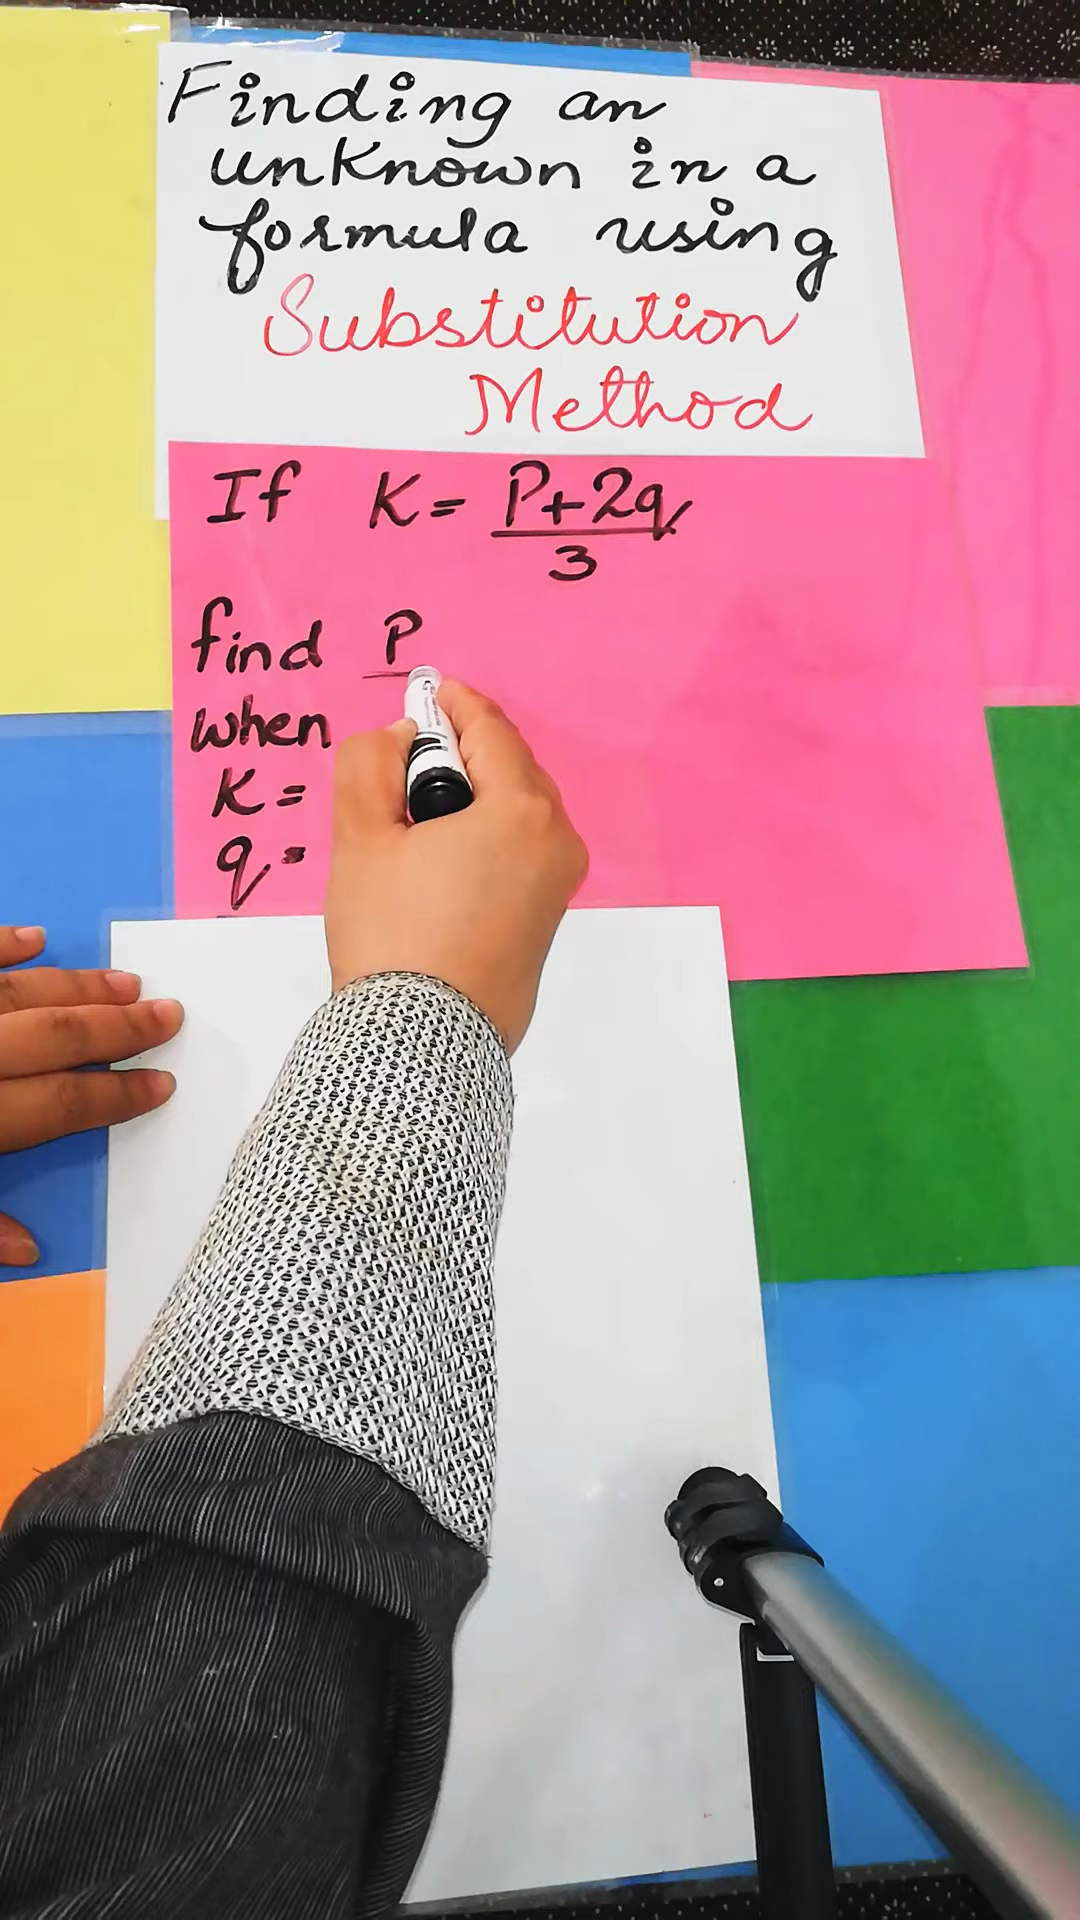 Finding an
unknown in a
formula using
Substitution
Method
If K = P+2q
3
find P
when
K =
q =